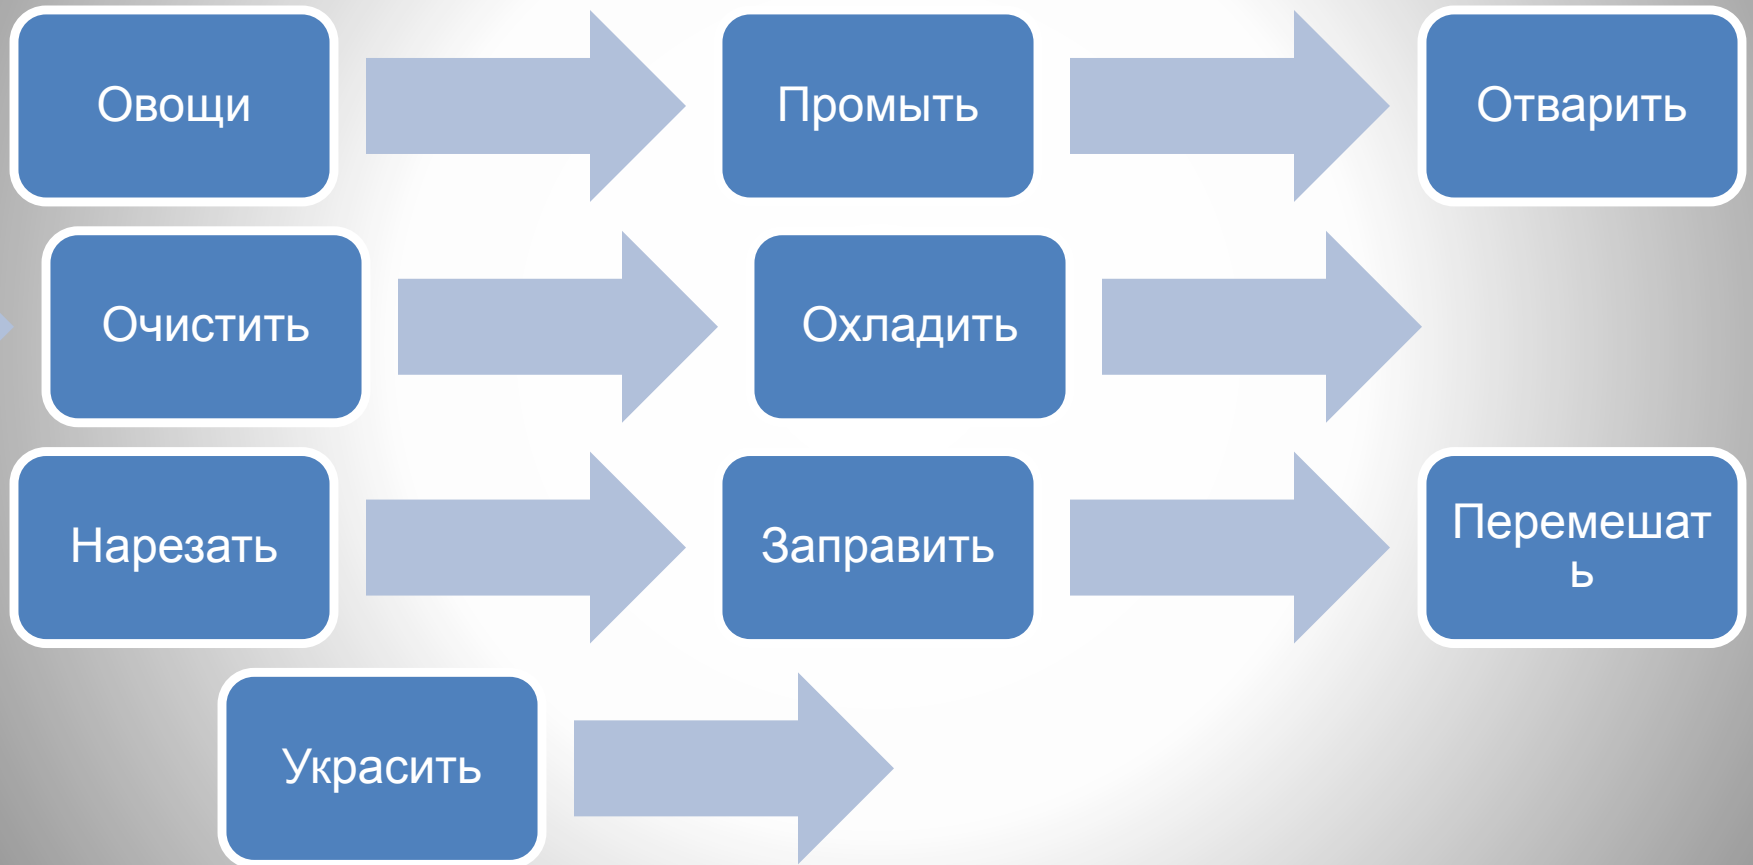 Овощи
Промыть
Отварить
Очистить
Охладить
Нарезать
Заправить
Перемешат
ь
Украсить